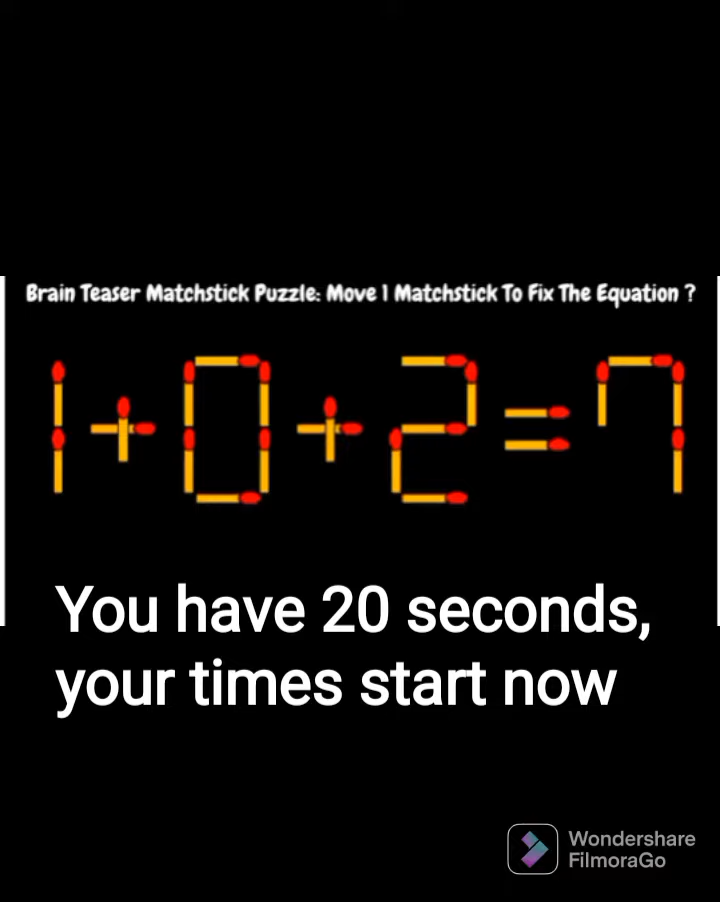 Brain Teaser Matchstick Puzzle: Move 1 Matchstick To Fix The Equation ?
1+0+2=7
You have 20 seconds,
your times start now
Wondershare
FilmoraGo